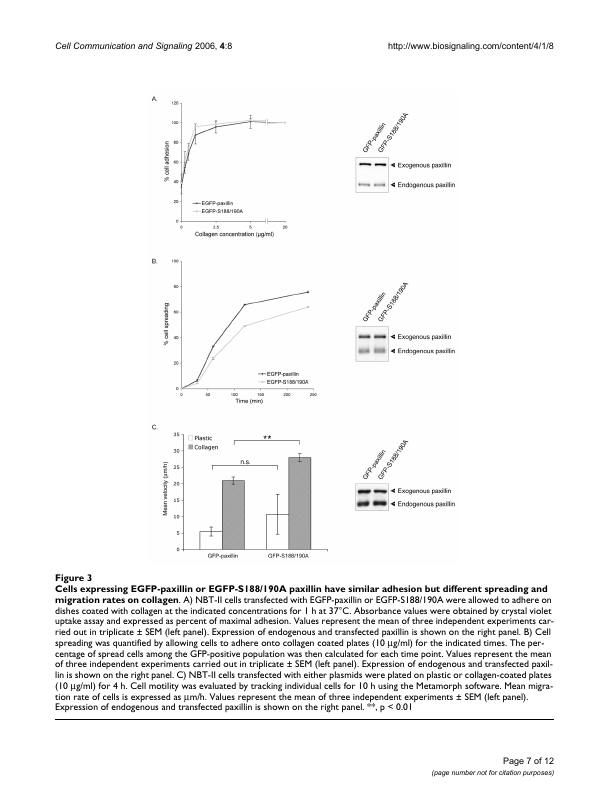 Cell Communication and Signaling 2006, 4:8
http://www.biosignaling.com/content/4/1/8
A.
120
100
80
60
40
20
0
% cell adhesion
EGFP-paxillin
EGFP-S188/190A
0 2.5 5 20
Collagen concentration (μg/ml)
GFP-paxillin
GFP-S188/190A
Exogenous paxillin
Endogenous paxillin
B.
100
80
60
40
20
0
% cell spreading
EGFP-paxillin
EGFP-S188/190A
0 50 100 150 200 250
Time (min)
GFP-paxillin
GFP-S188/190A
Exogenous paxillin
Endogenous paxillin
C.
35
30
25
20
15
10
5
0
Mean velocity (μm/h)
Plastic
Collagen
**
n.s.
GFP-paxillin GFP-S188/190A
GFP-paxillin
GFP-S188/190A
Exogenous paxillin
Endogenous paxillin
Figure 3
Cells expressing EGFP-paxillin or EGFP-S188/190A paxillin have similar adhesion but different spreading and
migration rates on collagen. A) NBT-II cells transfected with EGFP-paxillin or EGFP-S188/190A were allowed to adhere on
dishes coated with collagen at the indicated concentrations for 1 h at 37°C. Absorbance values were obtained by crystal violet
uptake assay and expressed as percent of maximal adhesion. Values represent the mean of three independent experiments car-
ried out in triplicate ± SEM (left panel). Expression of endogenous and transfected paxillin is shown on the right panel. B) Cell
spreading was quantified by allowing cells to adhere onto collagen coated plates (10 μg/ml) for the indicated times. The per-
centage of spread cells among the GFP-positive population was then calculated for each time point. Values represent the mean
of three independent experiments carried out in triplicate ± SEM (left panel). Expression of endogenous and transfected paxil-
lin is shown on the right panel. C) NBT-II cells transfected with either plasmids were plated on plastic or collagen-coated plates
(10 μg/ml) for 4 h. Cell motility was evaluated by tracking individual cells for 10 h using the Metamorph software. Mean migra-
tion rate of cells is expressed as μm/h. Values represent the mean of three independent experiments ± SEM (left panel).
Expression of endogenous and transfected paxillin is shown on the right panel. **, p < 0.01
Page 7 of 12
(page number not for citation purposes)